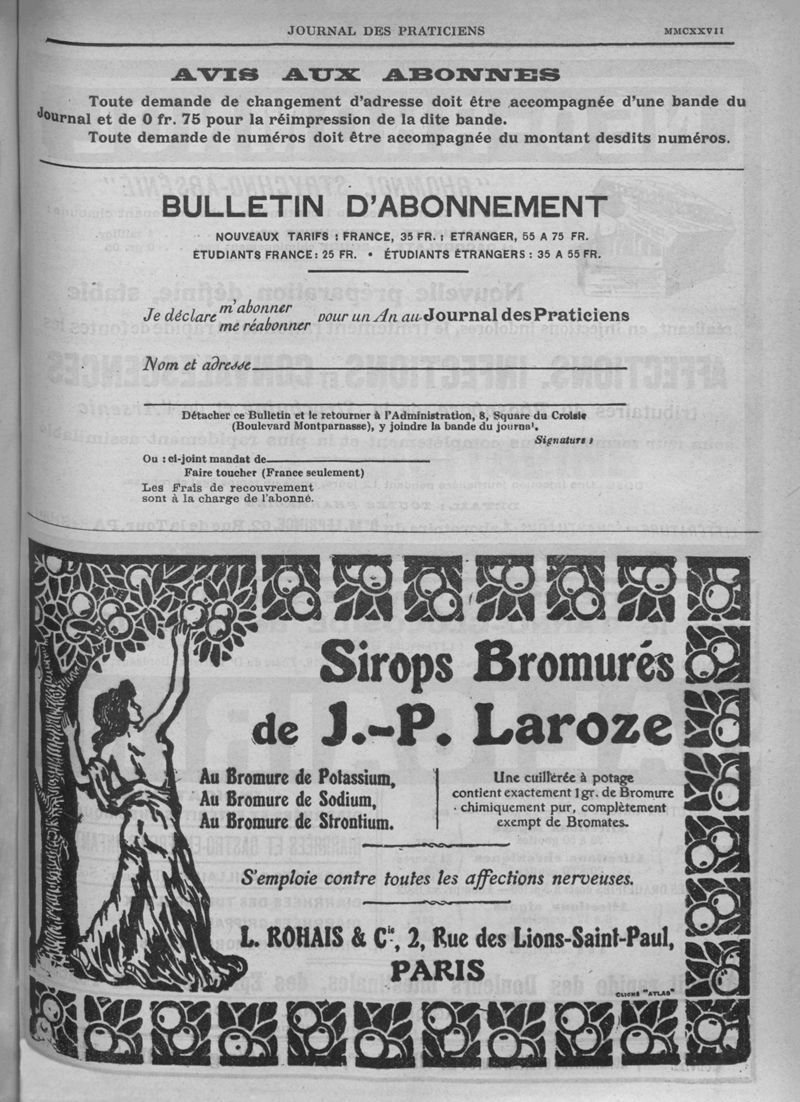 JOURNAL DES PRATICIENS
MMCXXVII
AVIS AUX ABONNES
Toute demande de changement d'adresse doit être accompagnée d'une bande du
Journal et de 0 fr. 75 pour la réimpression de la dite bande.
Toute demande de numéros doit être accompagnée du montant desdits numéros.
BULLETIN D'ABONNEMENT
NOUVEAUX TARIFS : FRANCE, 35 FR. : ETRANGER, 55 A 75 FR.
ÉTUDIANTS FRANCE : 25 FR. • ÉTUDIANTS ÉTRANGERS : 35 A 55 FR.
Je déclare m'abonner pour un An au Journal des Praticiens
me réabonner
Nom et adresse
Détacher ce Bulletin et le retourner à l'Administration, 8, Square du Croisic
(Boulevard Montparnasse), y joindre la bande du journal.
Signature :
Ou : ci-joint mandat de
Faire toucher (France seulement)
Les Frais de recouvrement
sont à la charge de l'abonné.
Sirops Bromurés
de J.-P. Laroze
Au Bromure de Potassium,
Au Bromure de Sodium,
Au Bromure de Strontium.
Une cuillérée à potage
contient exactement 1 gr. de Bromure
chimiquement pur, complètement
exempt de Bromates.
S'emploie contre toutes les affections nerveuses.
L. ROHAIS & Cie, 2, Rue des Lions-Saint-Paul,
PARIS
CLICHÉ "ATLAS"